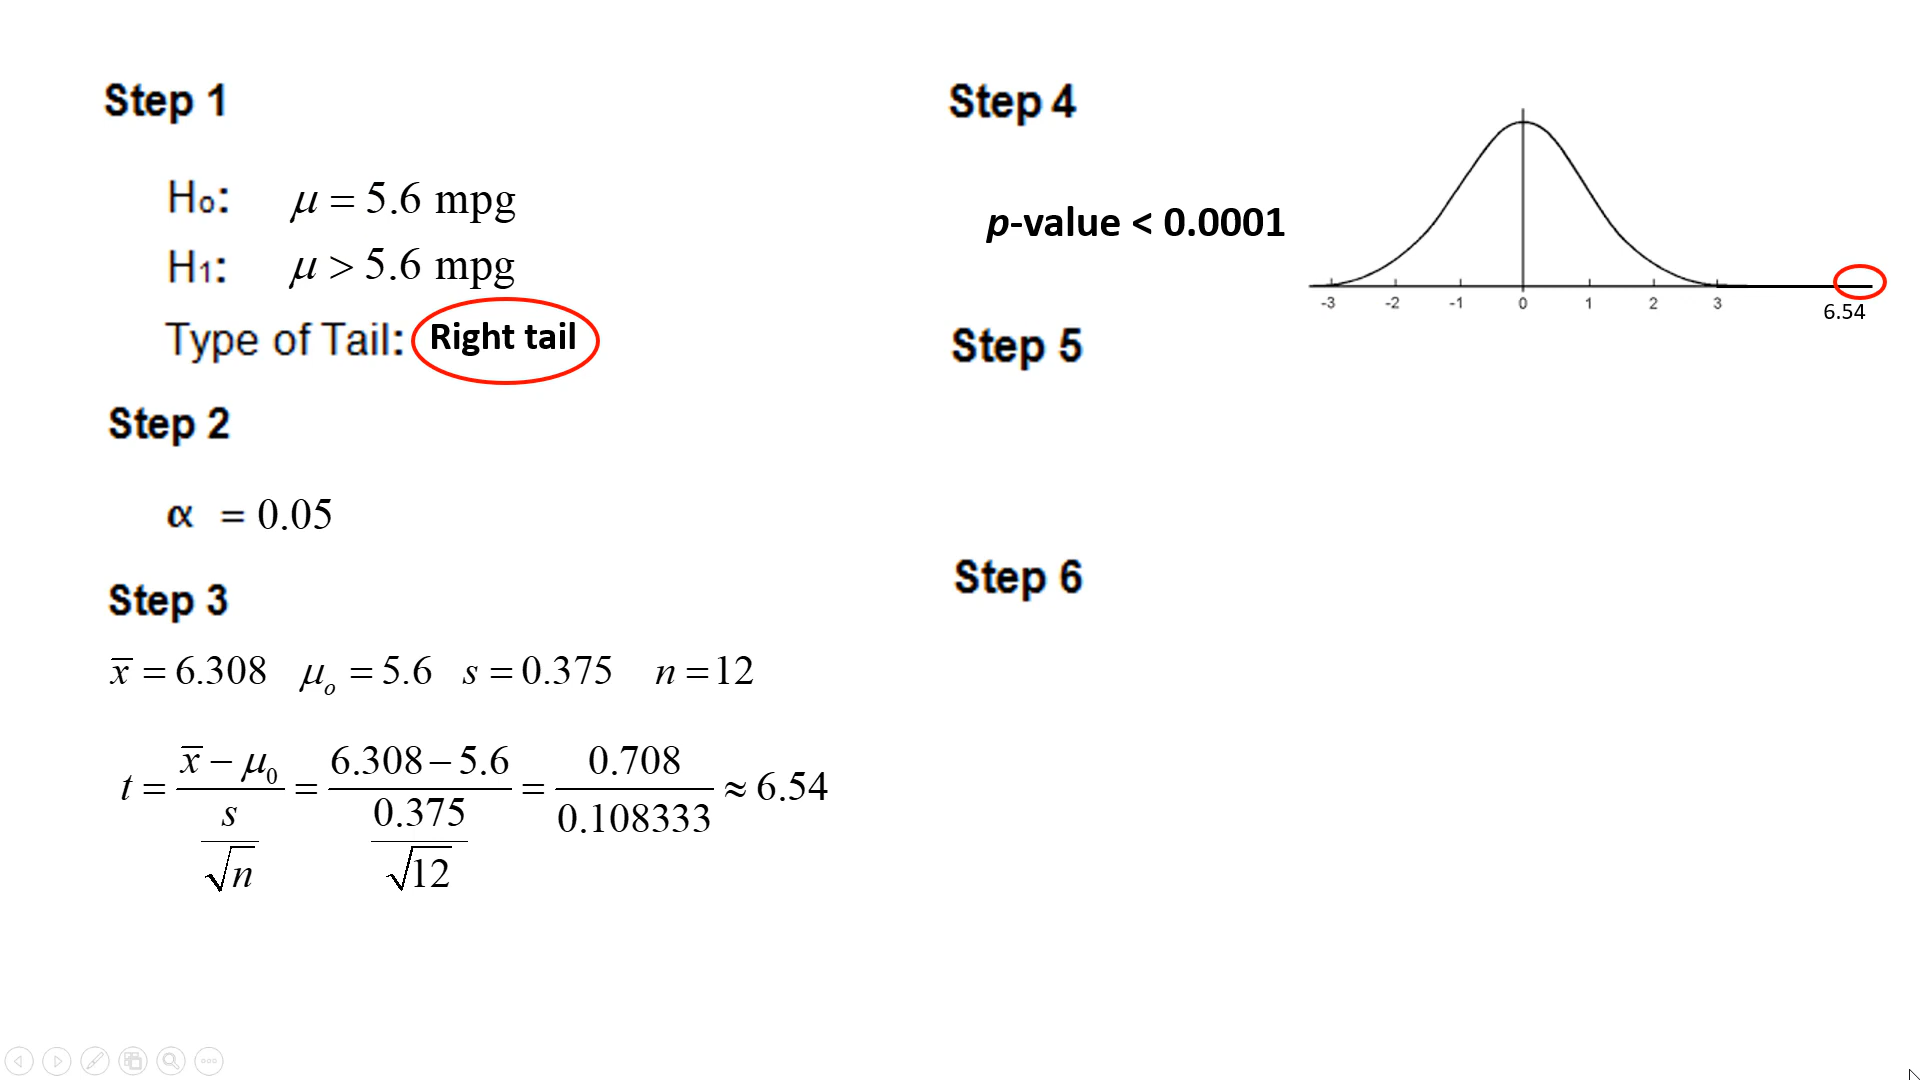 Step 1
H₀: μ = 5.6 mpg
H₁: μ > 5.6 mpg
Type of Tail: Right tail
Step 2
α = 0.05
Step 3
x̄ = 6.308 μₒ = 5.6 s = 0.375 n = 12
t = (x̄ − μ₀)/(s/√n) = (6.308 − 5.6)/(0.375/√12) = 0.708/0.108333 ≈ 6.54
Step 4
p-value < 0.0001
-3 -2 -1 0 1 2 3
6.54
Step 5
Step 6